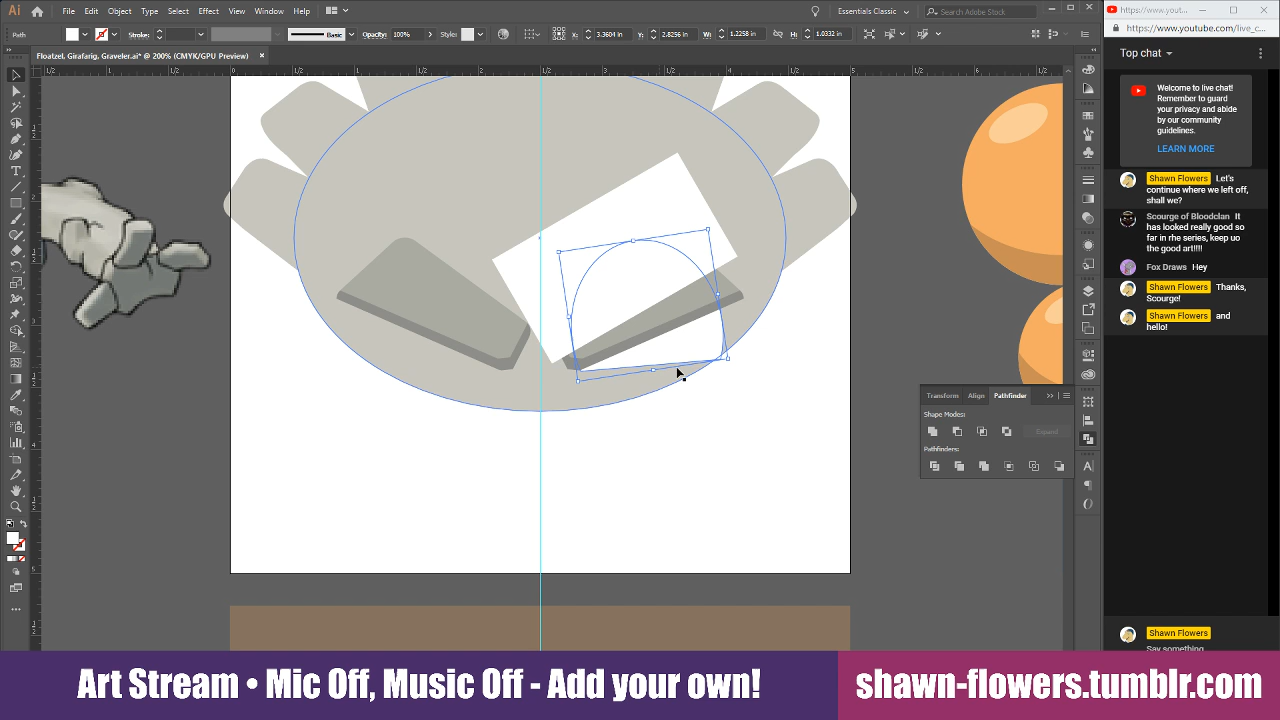 Ai File Edit Object Type Select Effect View Window Help Essentials Classic Search Adobe Stock
Path Stroke: Basic Opacity: 100% Style: X: 3.3604 in Y: 2.8256 in W: 1.2258 in H: 1.0332 in
Floatzel, Girafarig, Graveler.ai* @ 200% (CMYK/GPU Preview)
Transform Align Pathfinder
Shape Modes:
Expand
Pathfinders:
https://www.yout...
https://www.youtube.com/live_c...
Top chat
Welcome to live chat!
Remember to guard
your privacy and abide
by our community
guidelines.
LEARN MORE
Shawn Flowers Let's
continue where we left off,
shall we?
Scourge of Bloodclan It
has looked really good so
far in rhe series, keep uo
the good art!!!!
Fox Draws Hey
Shawn Flowers Thanks,
Scourge!
Shawn Flowers and
hello!
Shawn Flowers
Say something...
Art Stream • Mic Off, Music Off - Add your own!
shawn-flowers.tumblr.com